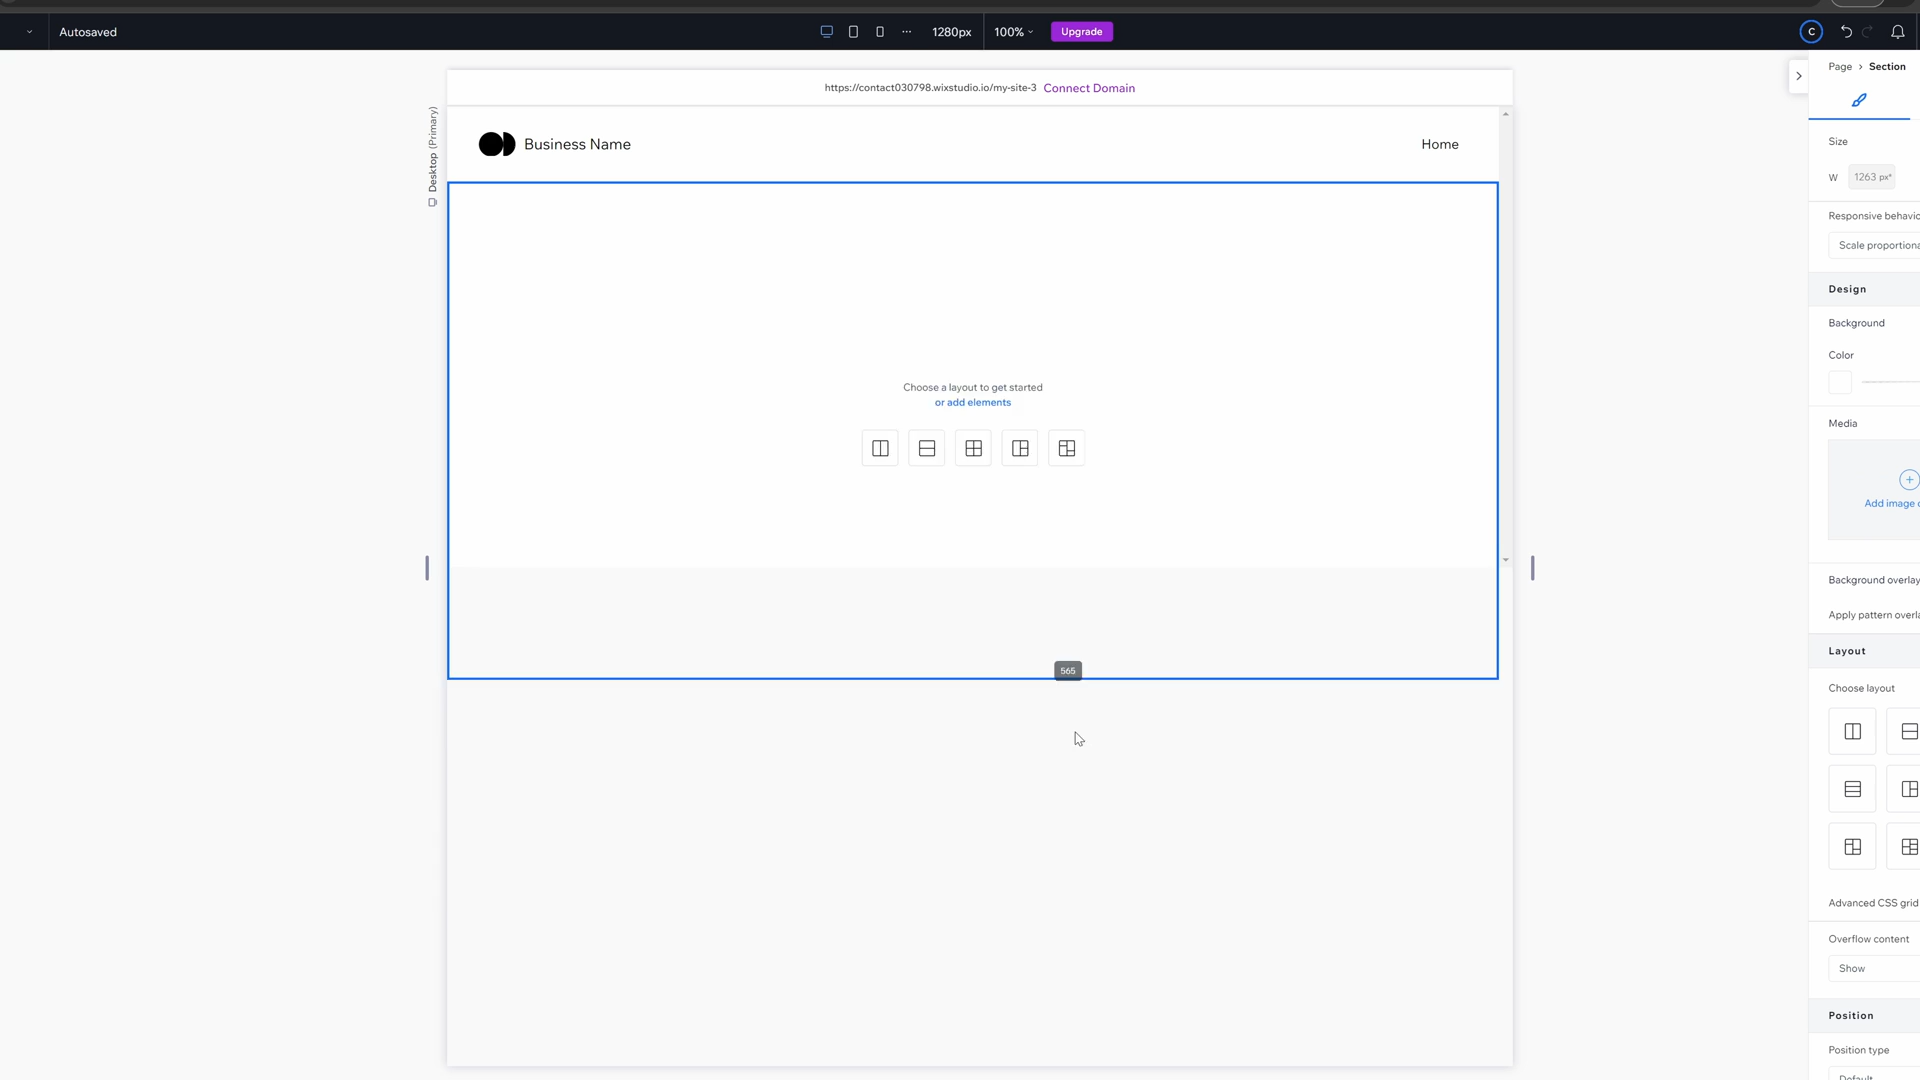 Autosaved
1280px
100%
Upgrade
C
Page > Section
https://contact030798.wixstudio.io/my-site-3 Connect Domain
Desktop (Primary)
Business Name
Home
Size
W 1263 px*
Responsive behavio
Scale proportiona
Design
Background
Color
Choose a layout to get started
or add elements
Media
Add image o
Background overlay
Apply pattern overla
Layout
565
Choose layout
Advanced CSS grid
Overflow content
Show
Position
Position type
Default